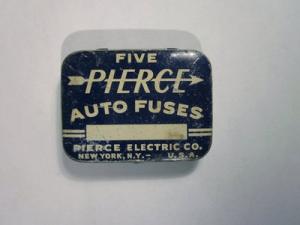 FIVE
PIERCE
AUTO FUSES
PIERCE ELECTRIC CO.
NEW YORK, N.Y.— U.S.A.